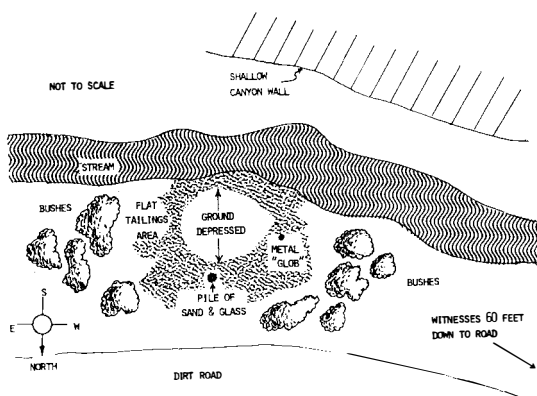 NOT TO SCALE
SHALLOW
CANYON WALL
STREAM
BUSHES
FLAT
TAILINGS
AREA
GROUND
DEPRESSED
METAL
"GLOB"
BUSHES
PILE OF
SAND & GLASS
S
E
W
NORTH
WITNESSES 60 FEET
DOWN TO ROAD
DIRT ROAD